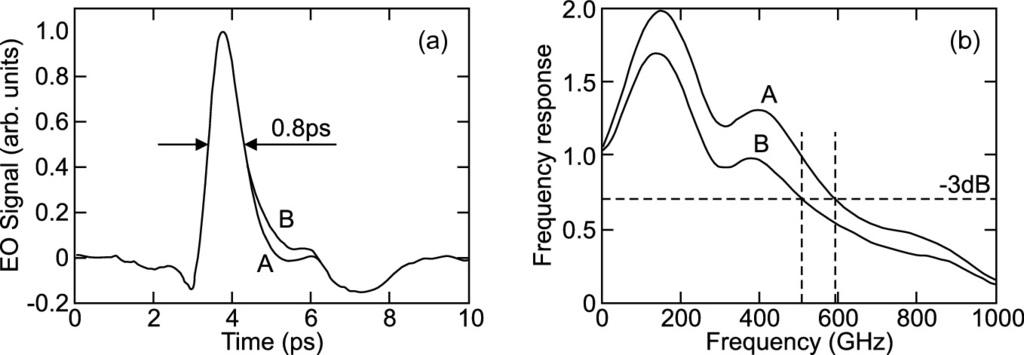 (a)
EO Signal (arb. units)
1.0
0.8
0.6
0.4
0.2
0
-0.2
0.8ps
B
A
0 2 4 6 8 10
Time (ps)
(b)
Frequency response
2.0
1.5
1.0
0.5
0
A
B
-3dB
0 200 400 600 800 1000
Frequency (GHz)